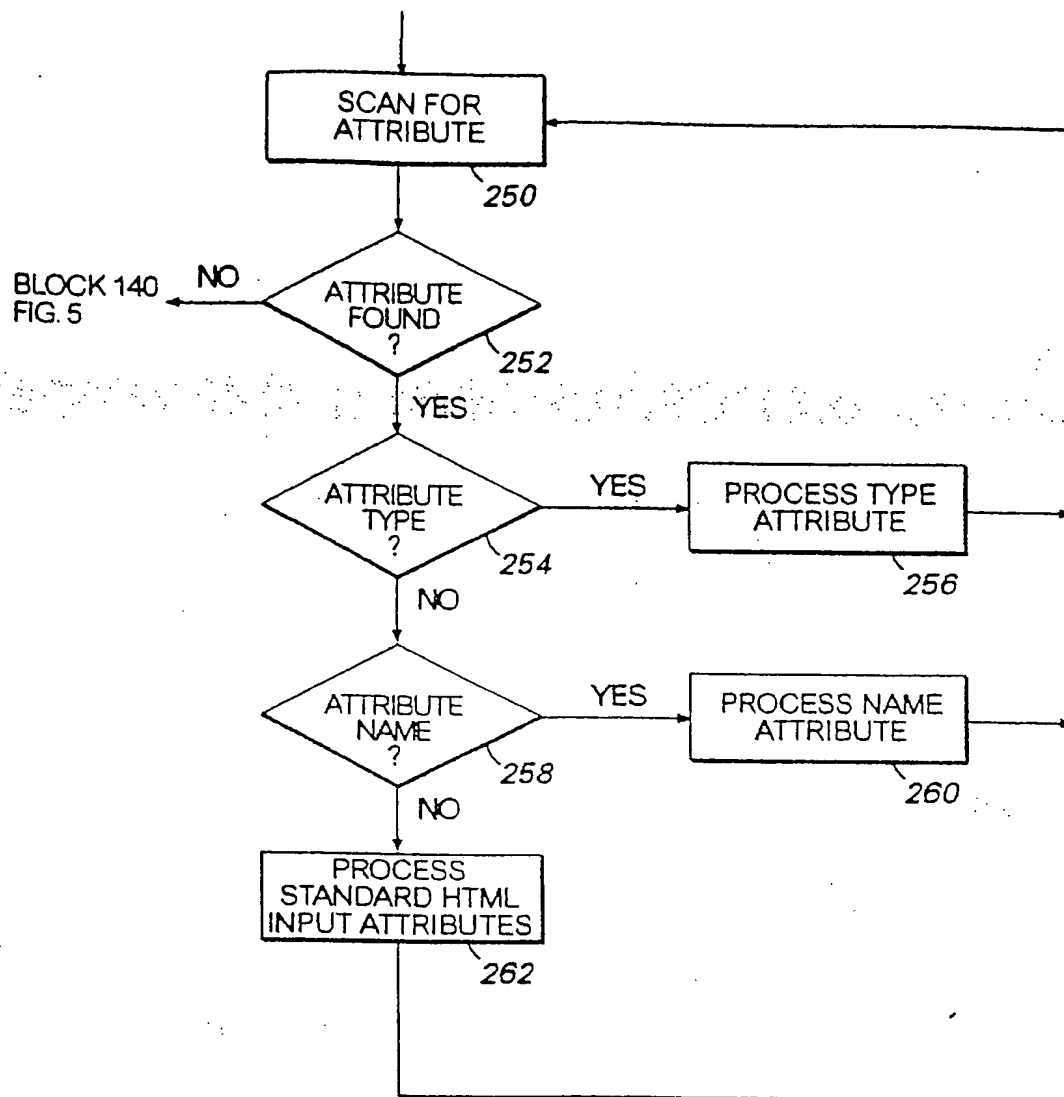 SCAN FOR
ATTRIBUTE
250
BLOCK 140
FIG. 5
NO
ATTRIBUTE
FOUND
?
252
YES
ATTRIBUTE
TYPE
?
254
YES
PROCESS TYPE
ATTRIBUTE
256
NO
ATTRIBUTE
NAME
?
258
YES
PROCESS NAME
ATTRIBUTE
260
NO
PROCESS
STANDARD HTML
INPUT ATTRIBUTES
262